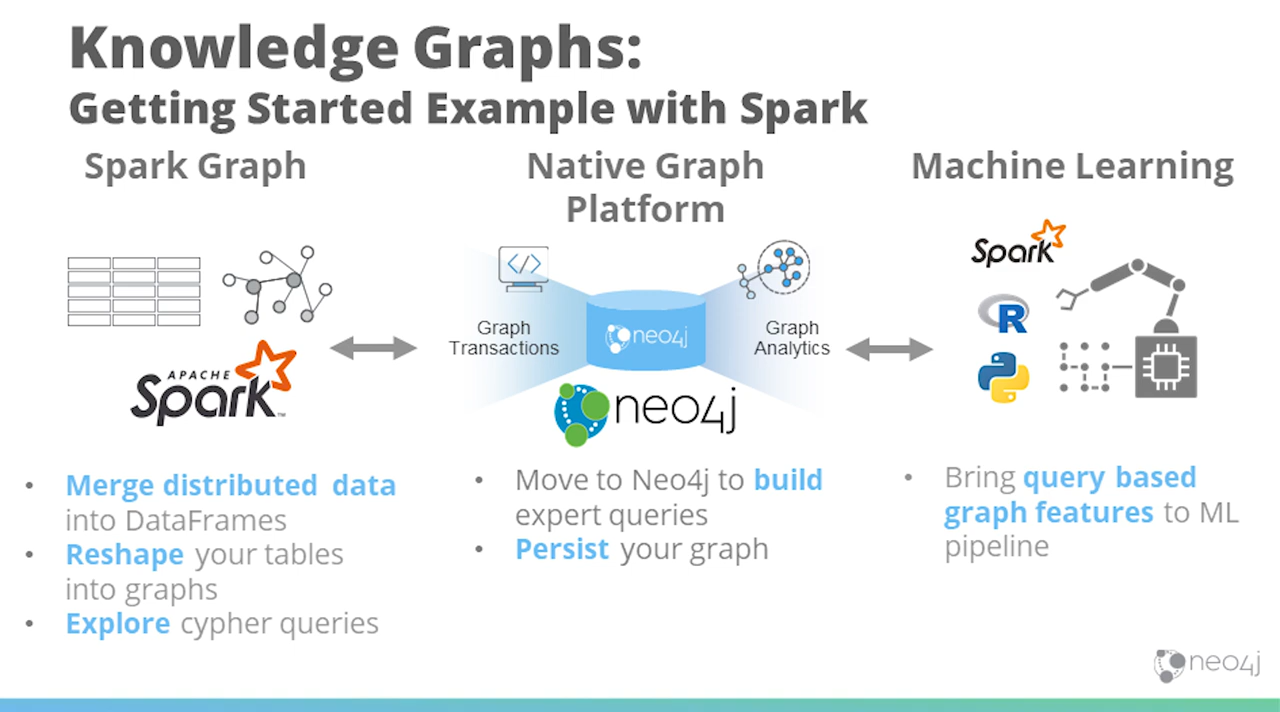 Knowledge Graphs:
Getting Started Example with Spark
Spark Graph
APACHE
Spark™
• Merge distributed data
into DataFrames
• Reshape your tables
into graphs
• Explore cypher queries
Native Graph
Platform
</>
Graph
Transactions
neo4j
Graph
Analytics
neo4j
• Move to Neo4j to build
expert queries
• Persist your graph
Machine Learning
Spark
R
• Bring query based
graph features to ML
pipeline
neo4j